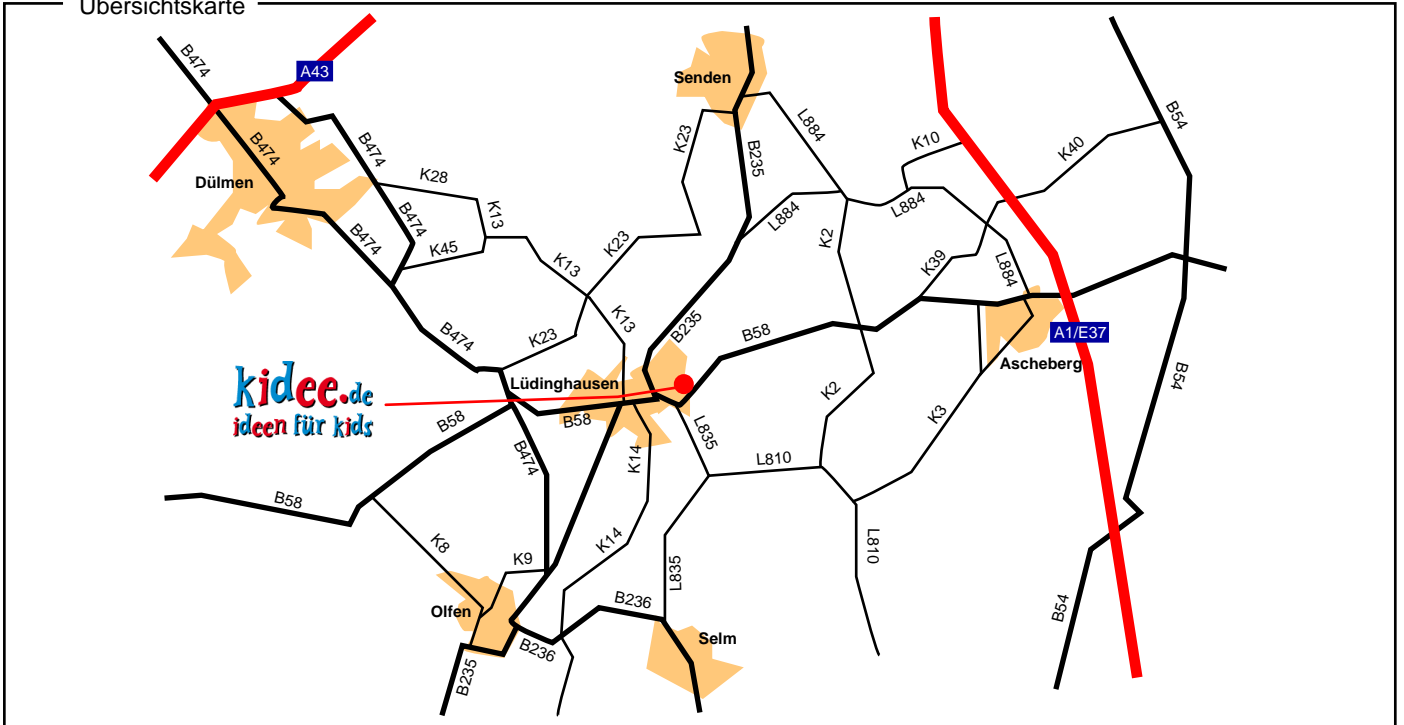 Übersichtskarte
B474
A43
Senden
B54
K23
L884
K10
K40
B474
B474
B235
Dülmen
K28
L884
L884
K13
B474
K2
B474
K45
K23
K13
K39
L884
B474
K23
K13
B235
B58
A1/E37
Ascheberg
B54
kidee.de
ideen für kids
Lüdinghausen
K2
K3
B58
B58
L835
B474
K14
L810
B58
K8
K9
K14
L835
L810
B236
B54
Olfen
Selm
B236
B235